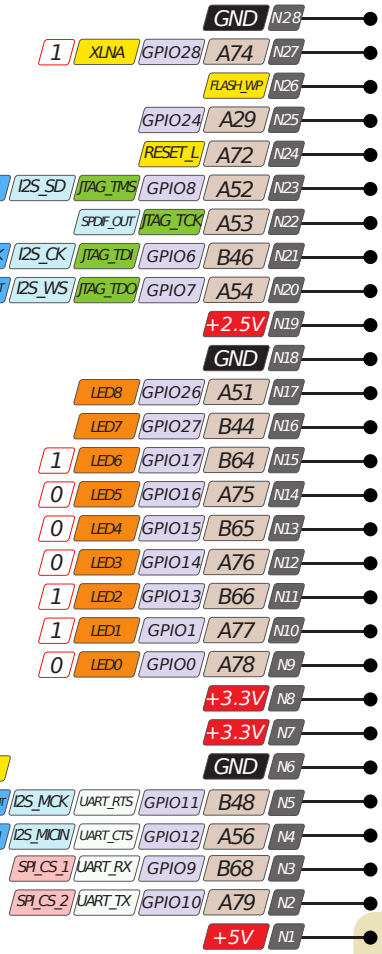 GND N28
1 XLNA GPIO28 A74 N27
FLASH_WP N26
GPIO24 A29 N25
RESET_L A72 N24
I2S_SD JTAG_TMS GPIO8 A52 N23
SPDIF_OUT JTAG_TCK A53 N22
I2S_CK JTAG_TDI GPIO6 B46 N21
I2S_WS JTAG_TDO GPIO7 A54 N20
+2.5V N19
GND N18
LED8 GPIO26 A51 N17
LED7 GPIO27 B44 N16
1 LED6 GPIO17 B64 N15
0 LED5 GPIO16 A75 N14
0 LED4 GPIO15 B65 N13
0 LED3 GPIO14 A76 N12
1 LED2 GPIO13 B66 N11
1 LED1 GPIO1 A77 N10
0 LED0 GPIO0 A78 N9
+3.3V N8
+3.3V N7
GND N6
I2S_MCK UART_RTS GPIO11 B48 N5
I2S_MICIN UART_CTS GPIO12 A56 N4
SPI_CS_1 UART_RX GPIO9 B68 N3
SPI_CS_2 UART_TX GPIO10 A79 N2
+5V N1